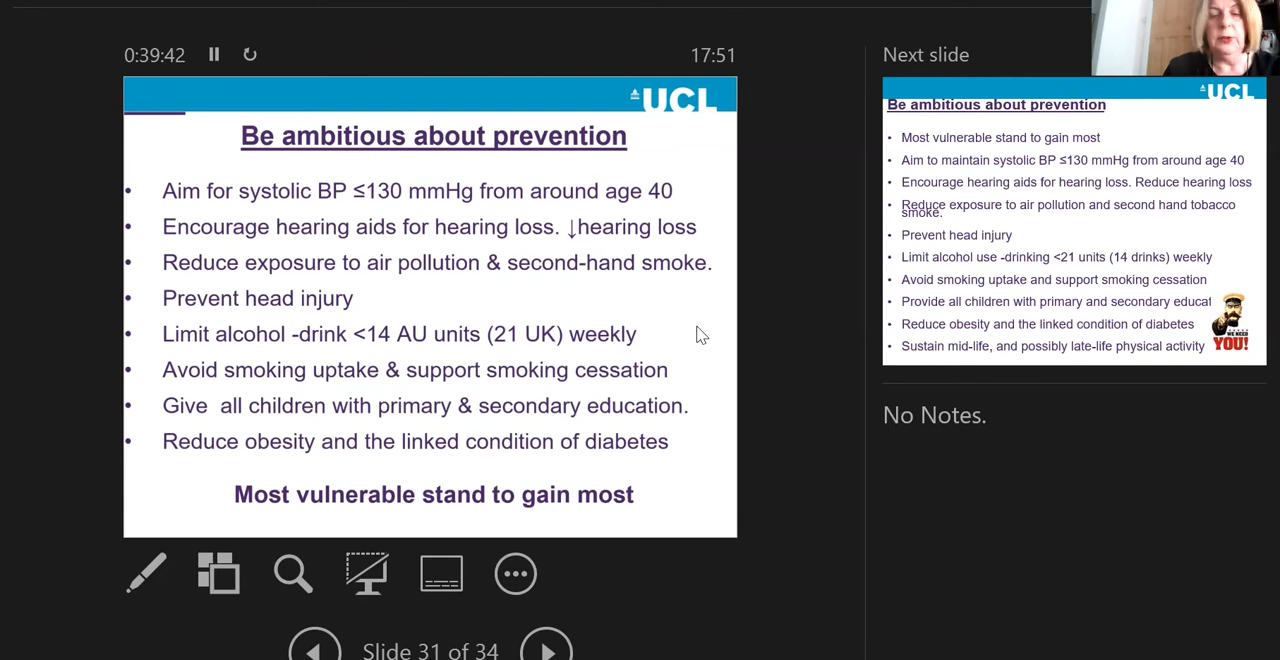 0:39:42
17:51
UCL
Be ambitious about prevention
• Aim for systolic BP ≤130 mmHg from around age 40
• Encourage hearing aids for hearing loss. ↓hearing loss
• Reduce exposure to air pollution & second-hand smoke.
• Prevent head injury
• Limit alcohol -drink <14 AU units (21 UK) weekly
• Avoid smoking uptake & support smoking cessation
• Give  all children with primary & secondary education.
• Reduce obesity and the linked condition of diabetes
Most vulnerable stand to gain most
Slide 31 of 34
Next slide
UCL
Be ambitious about prevention
• Most vulnerable stand to gain most
• Aim to maintain systolic BP ≤130 mmHg from around age 40
• Encourage hearing aids for hearing loss. Reduce hearing loss
• Reduce exposure to air pollution and second hand tobacco
smoke.
• Prevent head injury
• Limit alcohol use -drinking <21 units (14 drinks) weekly
• Avoid smoking uptake and support smoking cessation
• Provide all children with primary and secondary educat
• Reduce obesity and the linked condition of diabetes
• Sustain mid-life, and possibly late-life physical activity
WE NEED
YOU!
No Notes.